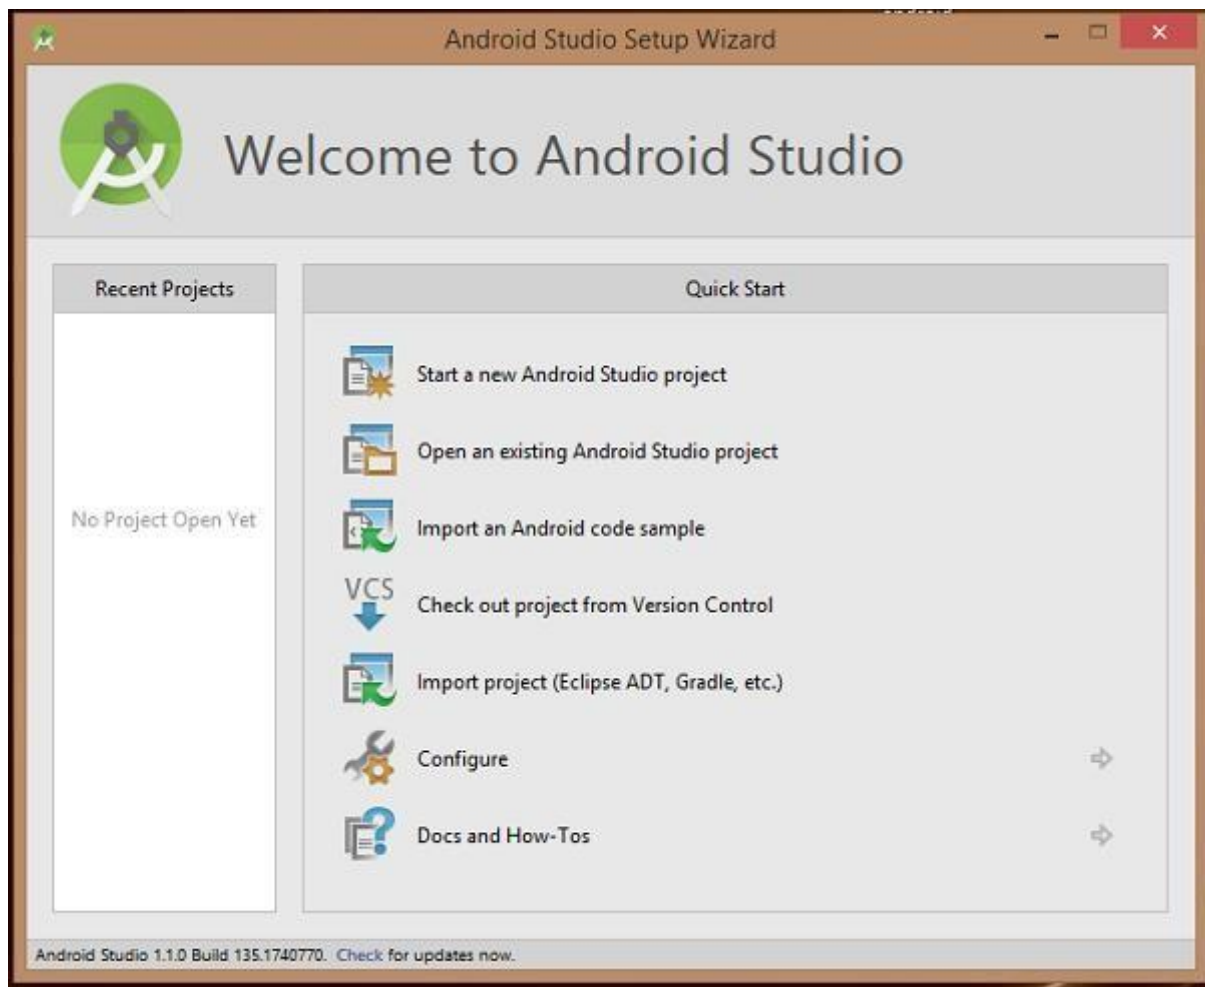 Android Studio Setup Wizard
Welcome to Android Studio
Recent Projects
No Project Open Yet
Quick Start
Start a new Android Studio project
Open an existing Android Studio project
Import an Android code sample
VCS
Check out project from Version Control
Import project (Eclipse ADT, Gradle, etc.)
Configure
Docs and How-Tos
Android Studio 1.1.0 Build 135.1740770. Check for updates now.